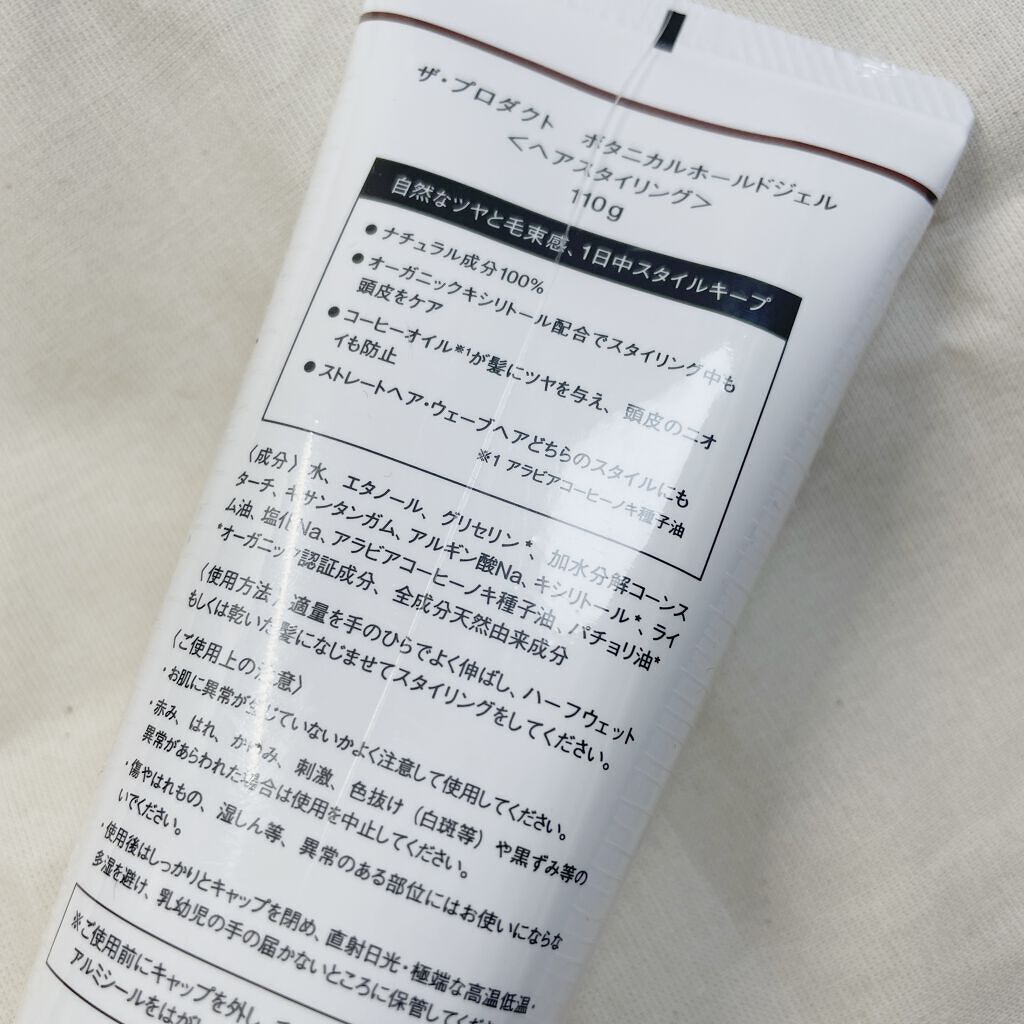 ザ・プロダクト ボタニカルホールドジェル
＜ヘアスタイリング＞
110g
自然なツヤと毛束感、1日中スタイルキープ
●ナチュラル成分100%
●オーガニックキシリトール配合でスタイリング中も
頭皮をケア
●コーヒーオイル※1が髪にツヤを与え、頭皮のニオ
イも防止
●ストレートヘア・ウェーブヘアどちらのスタイルにも
※1 アラビアコーヒーノキ種子油
〈成分〉水、エタノール、グリセリン*、加水分解コーンス
ターチ、キサンタンガム、アルギン酸Na、キシリトール*、ライ
ム油、塩化Na、アラビアコーヒーノキ種子油、パチョリ油*
*オーガニック認証成分、全成分天然由来成分
〈使用方法〉適量を手のひらでよく伸ばし、ハーフウェット
もしくは乾いた髪になじませてスタイリングをしてください。
〈ご使用上の注意〉
・お肌に異常が生じていないかよく注意して使用してください。
・赤み、はれ、かゆみ、刺激、色抜け（白斑等）や黒ずみ等の
異常があらわれた場合は使用を中止してください。
・傷やはれもの、湿しん等、異常のある部位にはお使いにならな
いでください。
・使用後はしっかりとキャップを閉め、直射日光・極端な高温低温・
多湿を避け、乳幼児の手の届かないところに保管してくだ
※ご使用前にキャップを外し、
アルミシールをはがし